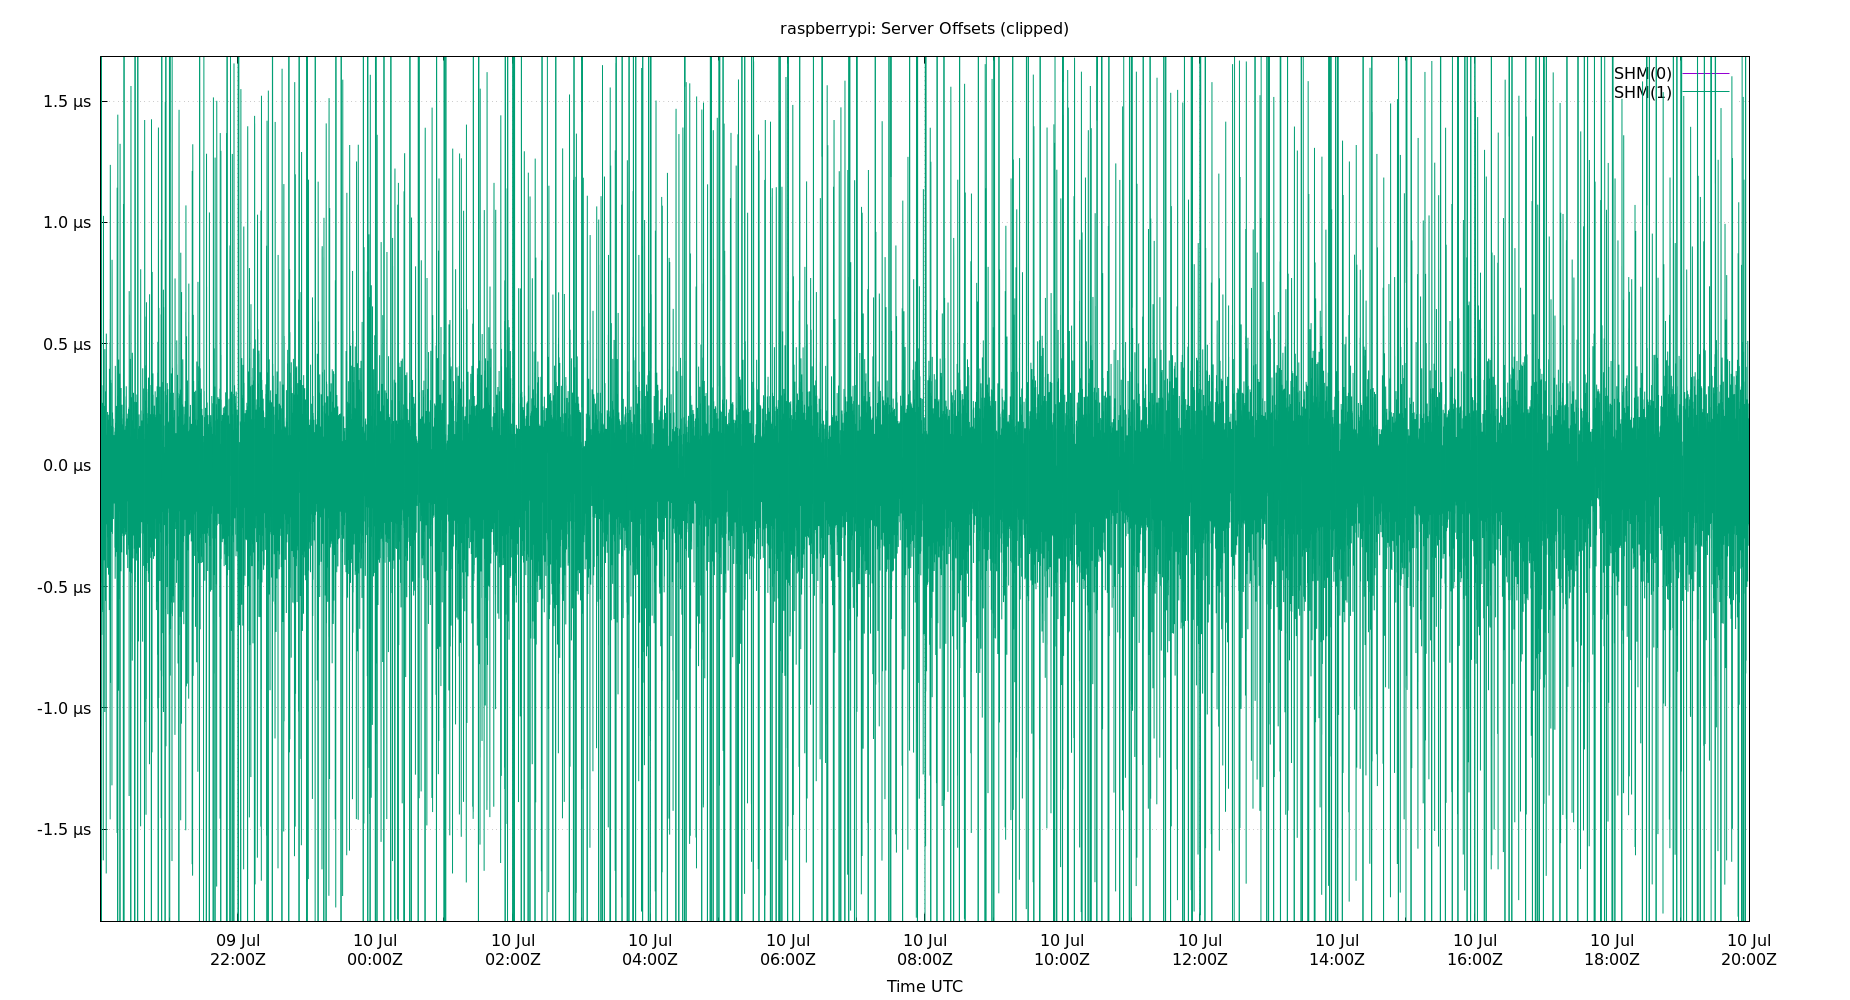 raspberrypi: Server Offsets (clipped)
SHM(0)
SHM(1)
1.5 µs
1.0 µs
0.5 µs
0.0 µs
-0.5 µs
-1.0 µs
-1.5 µs
09 Jul 10 Jul 10 Jul 10 Jul 10 Jul 10 Jul 10 Jul 10 Jul 10 Jul 10 Jul 10 Jul 10 Jul
22:00Z 00:00Z 02:00Z 04:00Z 06:00Z 08:00Z 10:00Z 12:00Z 14:00Z 16:00Z 18:00Z 20:00Z
Time UTC